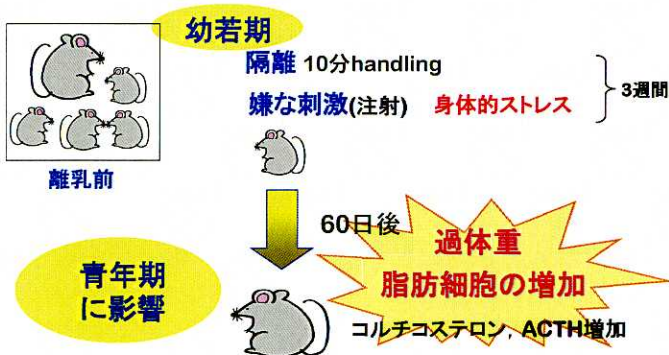 幼若期
隔離 10分handling
嫌な刺激(注射) 身体的ストレス
3週間
離乳前
60日後
過体重
脂肪細胞の増加
青年期
に影響
コルチコステロン, ACTH増加